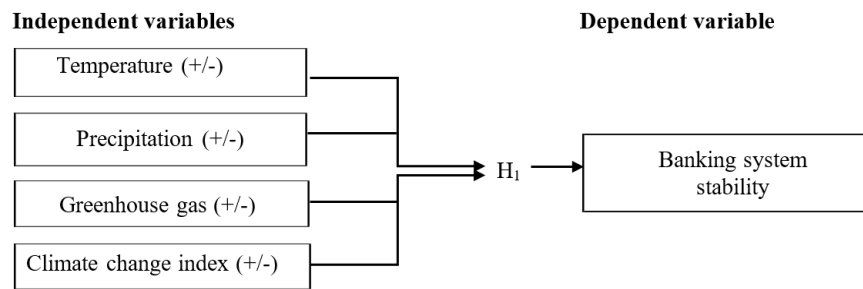 Independent variables
Dependent variable
Temperature (+/-)
Precipitation (+/-)
Greenhouse gas (+/-)
Climate change index (+/-)
H₁
Banking system
stability